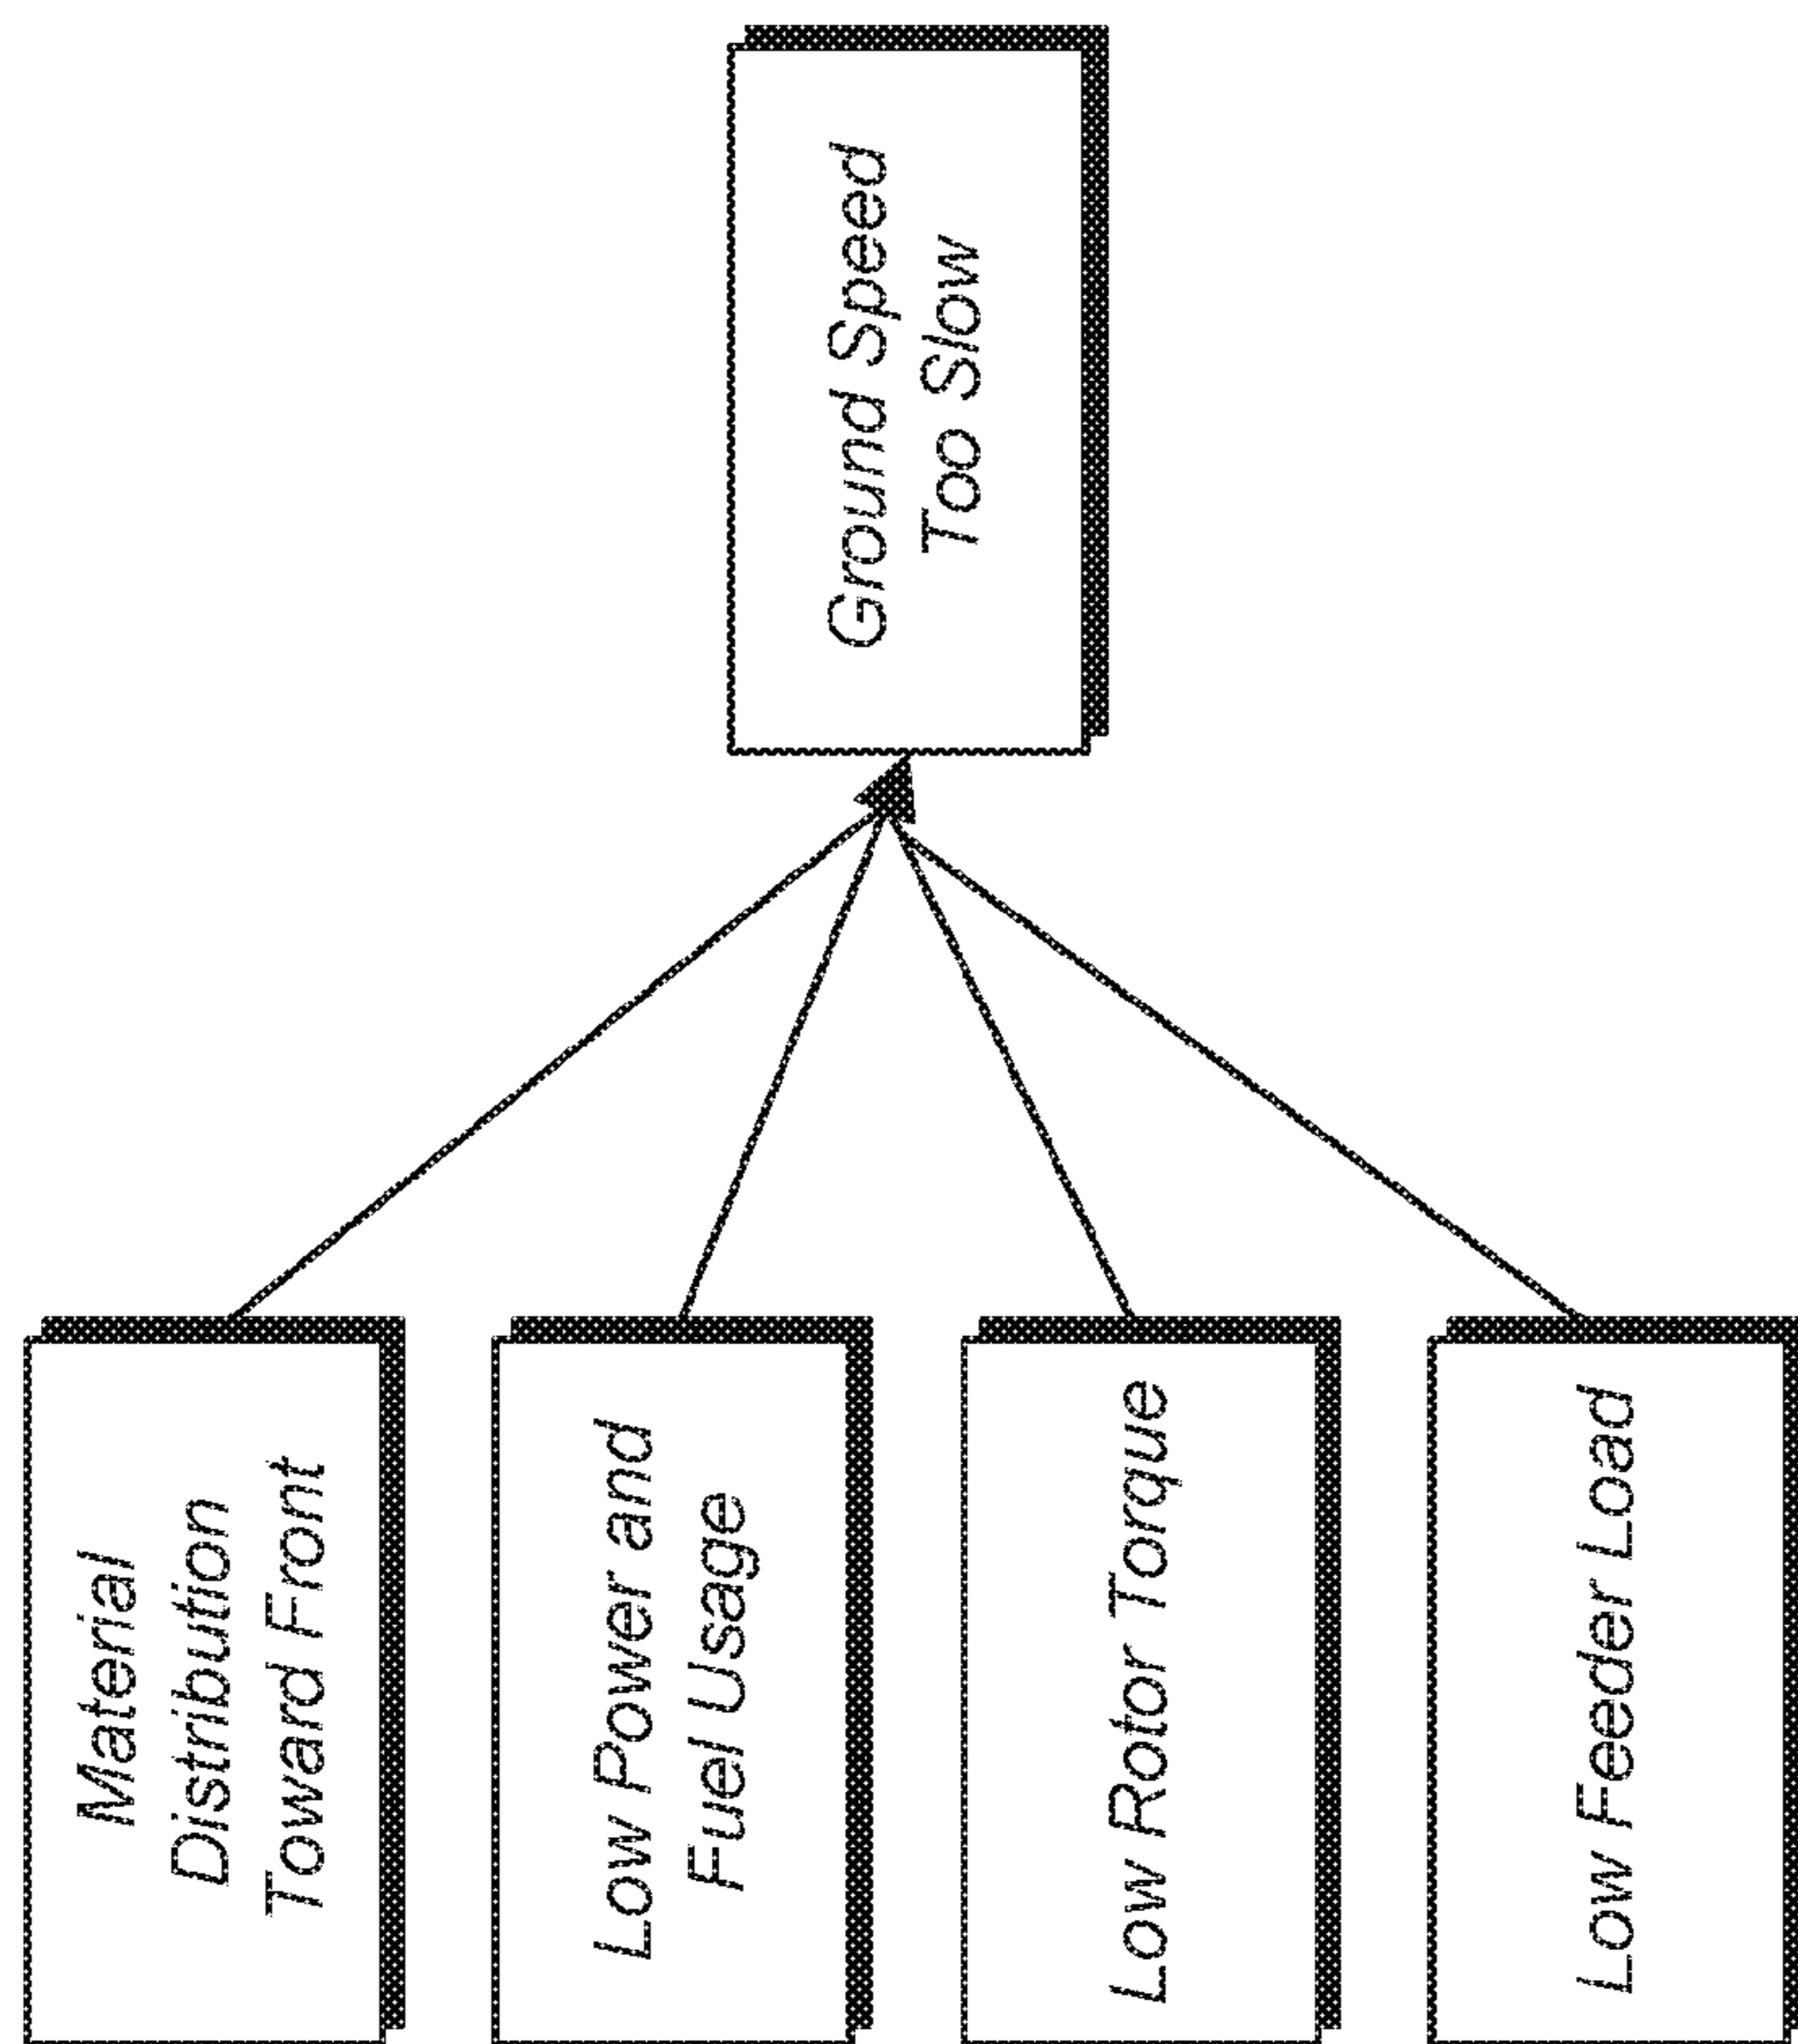 Material
Distribution
Toward Front
Low Power and
Fuel Usage
Low Rotor Torque
Low Feeder Load
Ground Speed
Too Slow